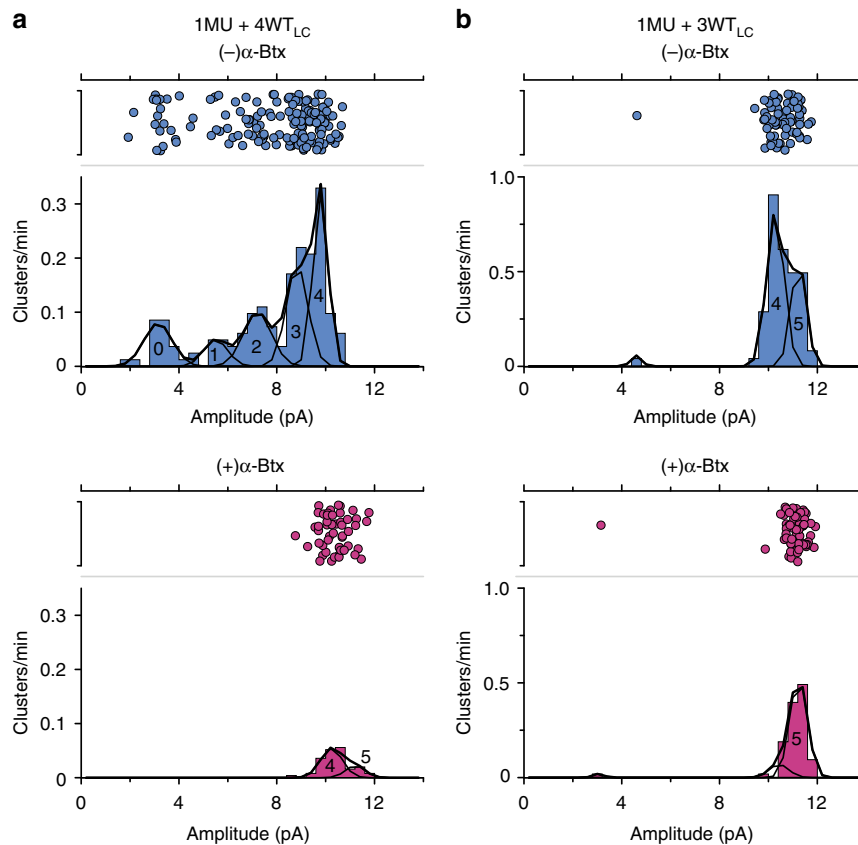 a
1MU + 4WTLC
(–)α-Btx
Clusters/min
0.3
0.2
0.1
0
0 1 2 3 4
0 4 8 12
Amplitude (pA)
(+)α-Btx
Clusters/min
0.3
0.2
0.1
0
4 5
0 4 8 12
Amplitude (pA)
b
1MU + 3WTLC
(–)α-Btx
Clusters/min
1.0
0.5
0
4 5
0 4 8 12
Amplitude (pA)
(+)α-Btx
Clusters/min
1.0
0.5
0
5
0 4 8 12
Amplitude (pA)